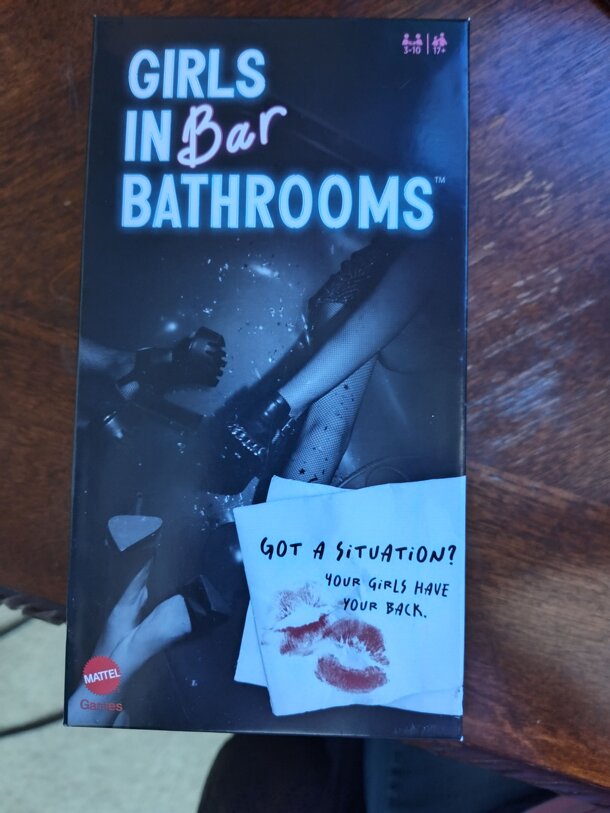 GIRLS
3-10 17+
IN Bar
BATHROOMS™
GOT A SITUATION?
YOUR GIRLS HAVE
YOUR BACK.
MATTEL
Games